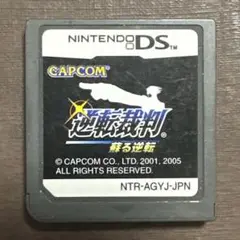 NINTENDO DS™
CAPCOM®
逆転裁判
蘇る逆転
© CAPCOM CO., LTD. 2001, 2005
ALL RIGHTS RESERVED.
NTR-AGYJ-JPN